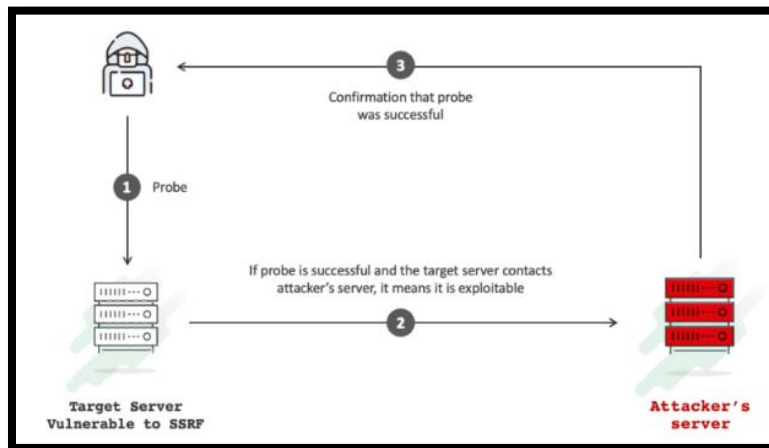 3
Confirmation that probe
was successful
1
Probe
If probe is successful and the target server contacts
attacker's server, it means it is exploitable
2
Target Server
Vulnerable to SSRF
Attacker's
server